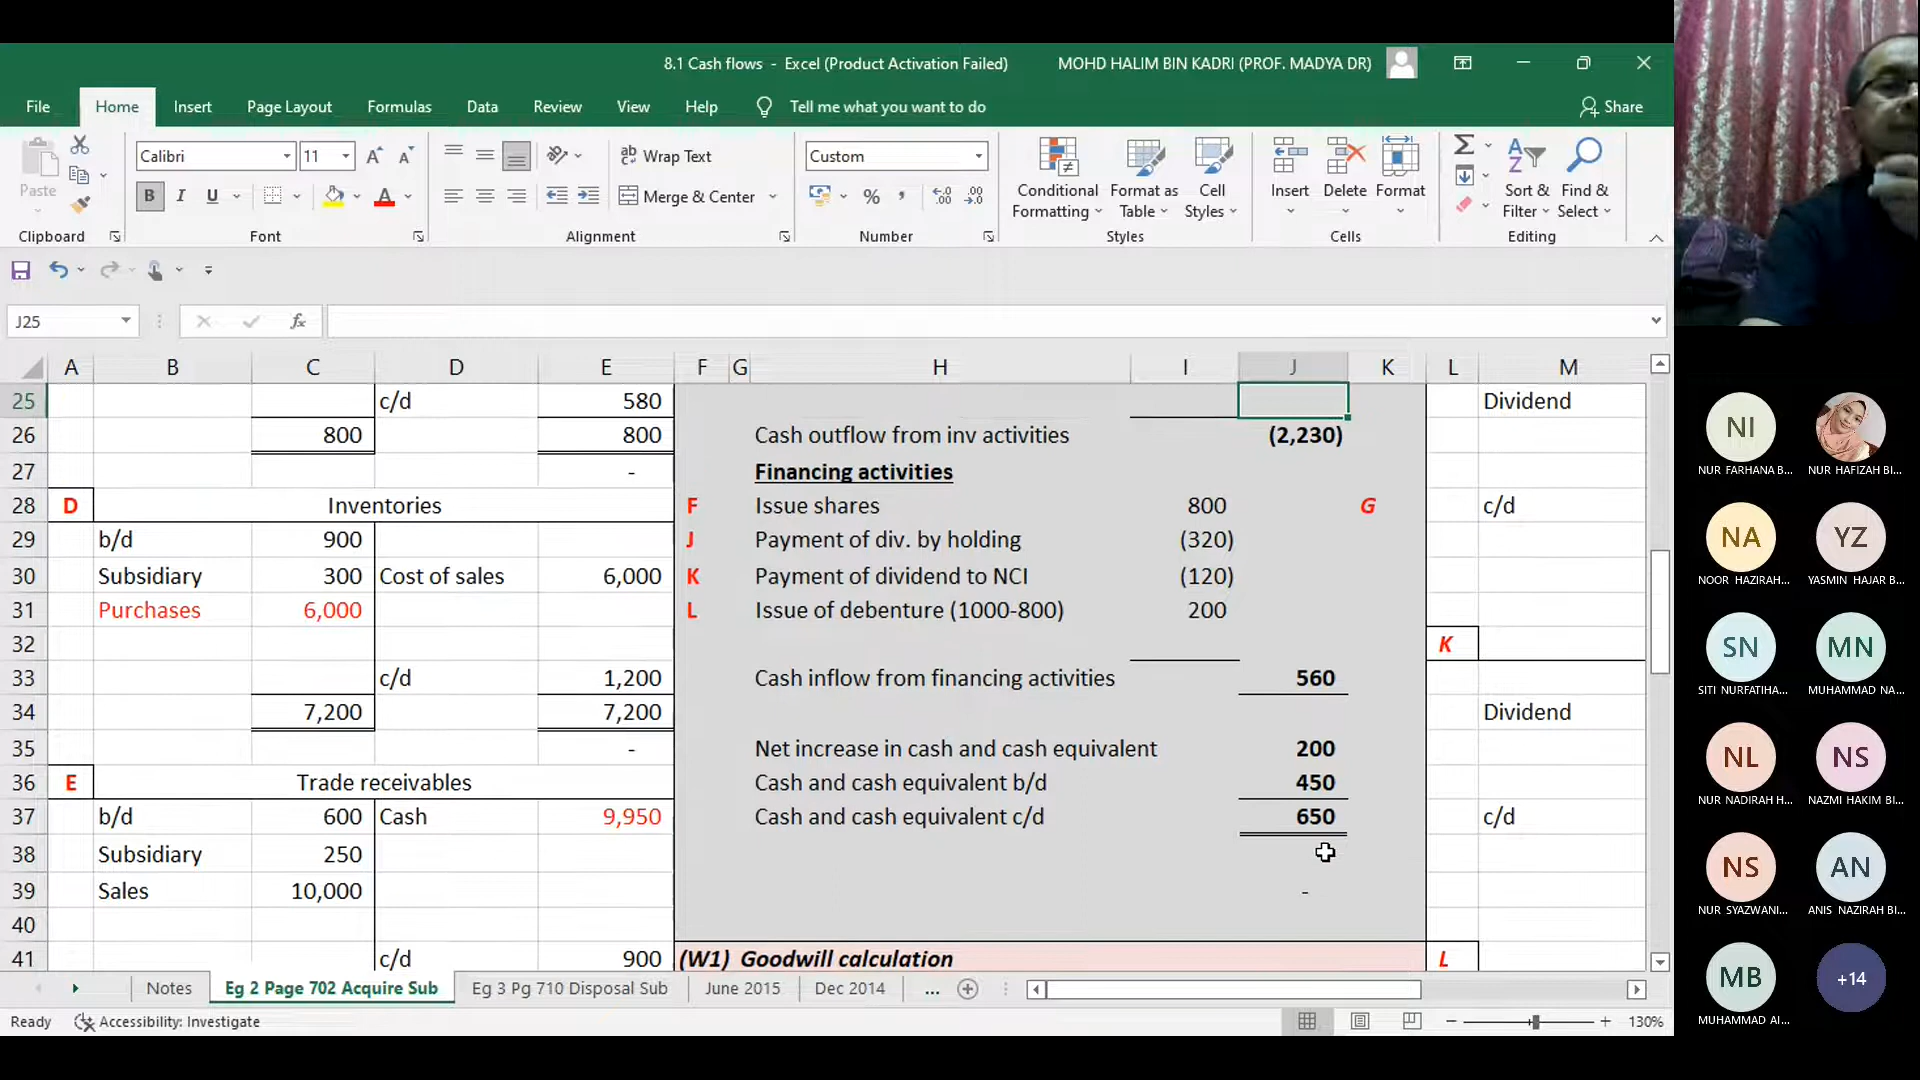 8.1 Cash flows - Excel (Product Activation Failed)
MOHD HALIM BIN KADRI (PROF. MADYA DR)
File Home Insert Page Layout Formulas Data Review View Help Tell me what you want to do Share
Paste
Calibri 11
B I U
ab Wrap Text
Merge & Center
Custom
%
Conditional Formatting
Format as Table
Cell Styles
Insert
Delete
Format
Sort & Filter
Find & Select
Clipboard Font Alignment Number Styles Cells Editing
J25 fx
A B C D E F G H I J K L M
25 c/d 580 Dividend
26 800 800 Cash outflow from inv activities (2,230)
27 - Financing activities
28 D Inventories F Issue shares 800 G c/d
29 b/d 900 J Payment of div. by holding (320)
30 Subsidiary 300 Cost of sales 6,000 K Payment of dividend to NCI (120)
31 Purchases 6,000 L Issue of debenture (1000-800) 200
32 K
33 c/d 1,200 Cash inflow from financing activities 560
34 7,200 7,200 Dividend
35 - Net increase in cash and cash equivalent 200
36 E Trade receivables Cash and cash equivalent b/d 450
37 b/d 600 Cash 9,950 Cash and cash equivalent c/d 650 c/d
38 Subsidiary 250
39 Sales 10,000 -
40
41 c/d 900 (W1) Goodwill calculation L
Notes Eg 2 Page 702 Acquire Sub Eg 3 Pg 710 Disposal Sub June 2015 Dec 2014 ...
Ready Accessibility: Investigate 130%
NI
NUR FARHANA B...
NUR HAFIZAH BI...
NA
NOOR HAZIRAH...
YZ
YASMIN HAJAR B...
SN
SITI NURFATIHA...
MN
MUHAMMAD NA...
NL
NUR NADIRAH H...
NS
NAZMI HAKIM BI...
NS
NUR SYAZWANI...
AN
ANIS NAZIRAH BI...
MB
MUHAMMAD AI...
+14